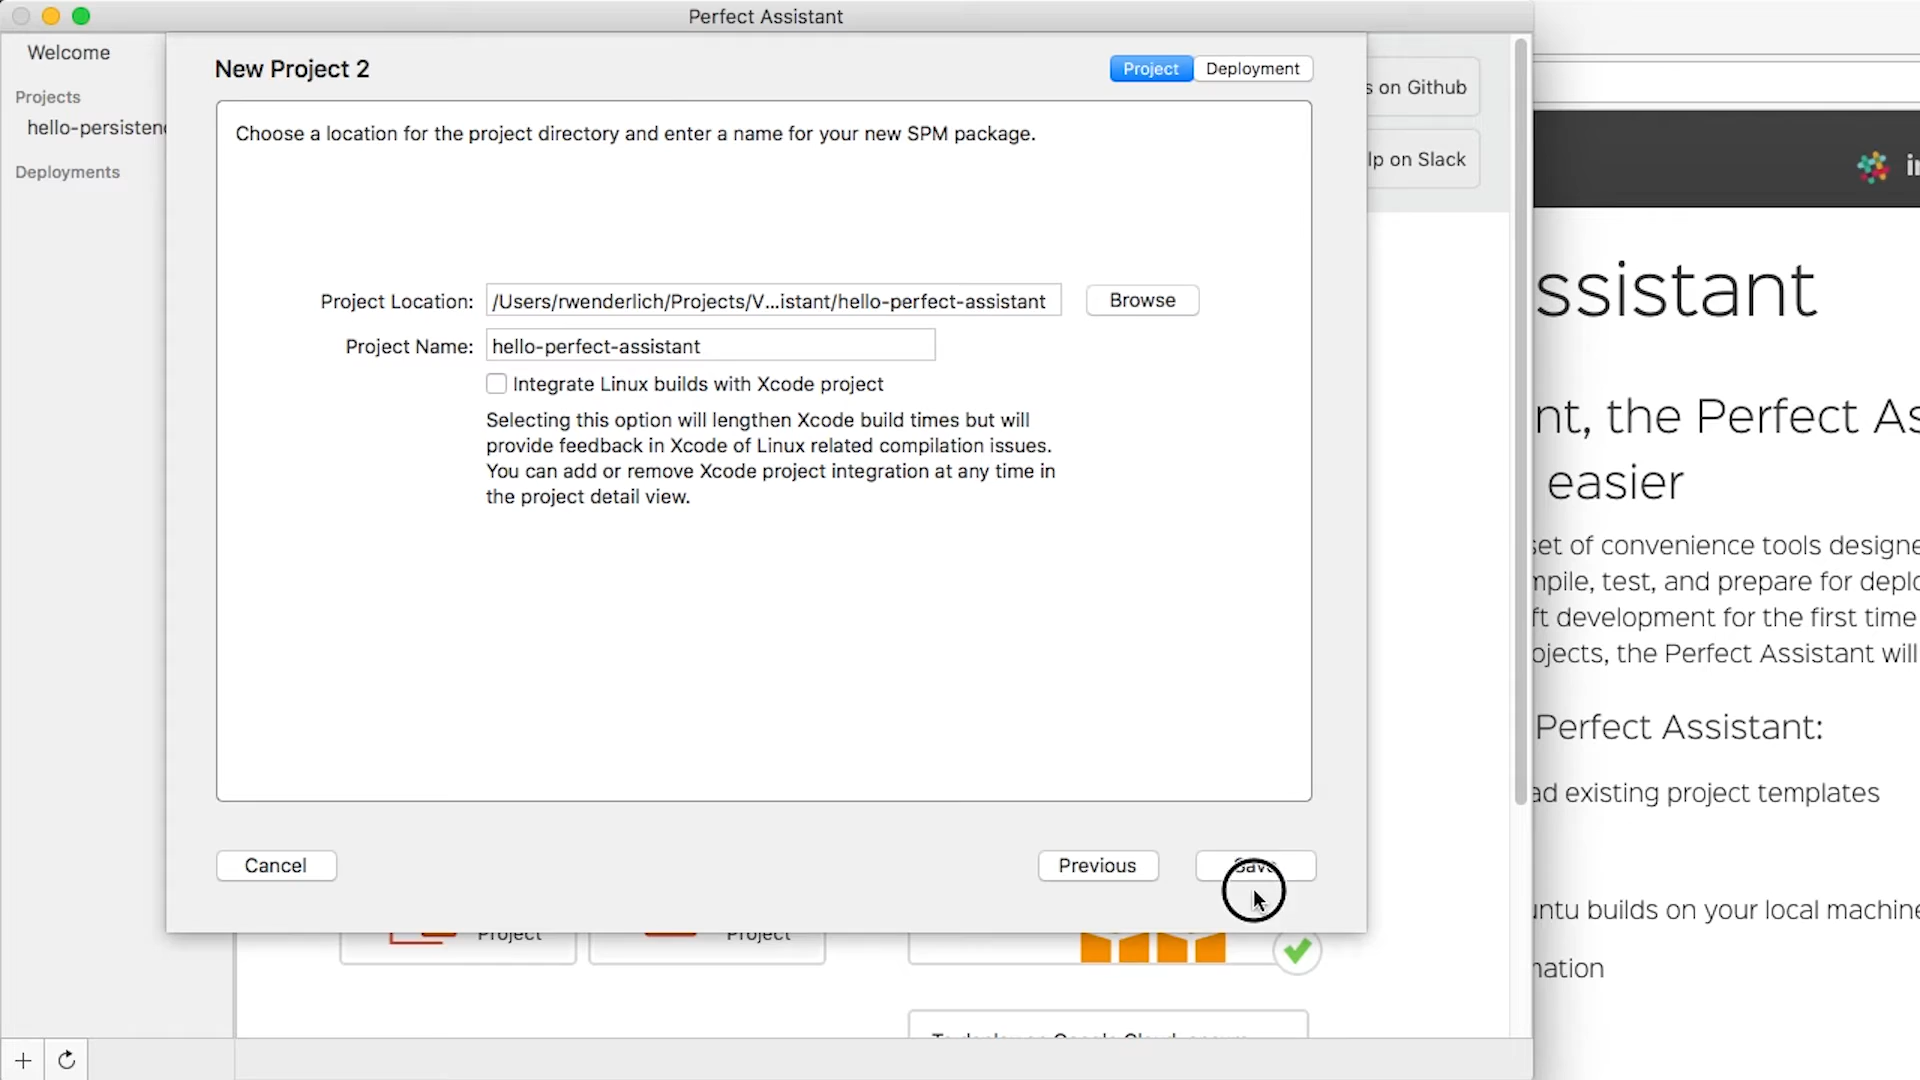 Perfect Assistant
Welcome
Projects
hello-persistenc
Deployments
New Project 2
Project
Deployment
s on Github
lp on Slack
Choose a location for the project directory and enter a name for your new SPM package.
Project Location:
/Users/rwenderlich/Projects/V...istant/hello-perfect-assistant
Browse
Project Name:
hello-perfect-assistant
Integrate Linux builds with Xcode project
Selecting this option will lengthen Xcode build times but will
provide feedback in Xcode of Linux related compilation issues.
You can add or remove Xcode project integration at any time in
the project detail view.
Cancel
Previous
Save
Project
Project
ssistant
nt, the Perfect As
easier
set of convenience tools designe
mpile, test, and prepare for deplo
ft development for the first time
ojects, the Perfect Assistant will
Perfect Assistant:
ad existing project templates
untu builds on your local machine
mation